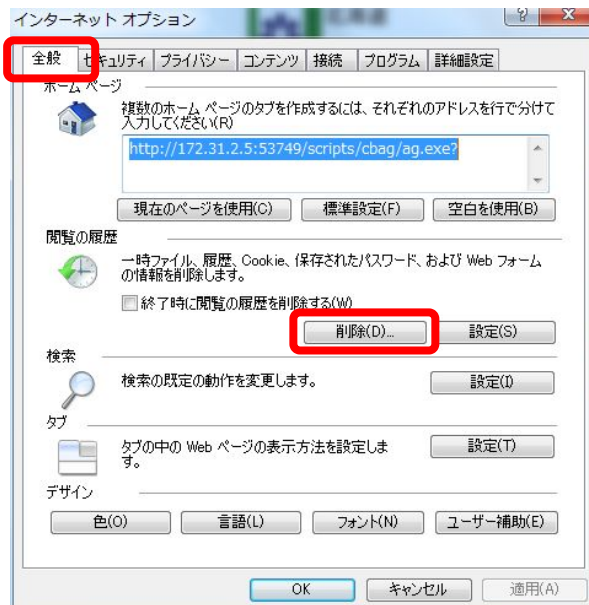 インターネット オプション
全般 セキュリティ プライバシー コンテンツ 接続 プログラム 詳細設定
ホーム ページ
複数のホーム ページのタブを作成するには、それぞれのアドレスを行で分けて
入力してください(R)
http://172.31.2.5:53749/scripts/cbag/ag.exe?
現在のページを使用(C) 標準設定(F) 空白を使用(B)
閲覧の履歴
一時ファイル、履歴、Cookie、保存されたパスワード、および Web フォーム
の情報を削除します。
終了時に閲覧の履歴を削除する(W)
削除(D)... 設定(S)
検索
検索の既定の動作を変更します。 設定(I)
タブ
タブの中の Web ページの表示方法を設定しま
す。 設定(T)
デザイン
色(O) 言語(L) フォント(N) ユーザー補助(E)
OK キャンセル 適用(A)